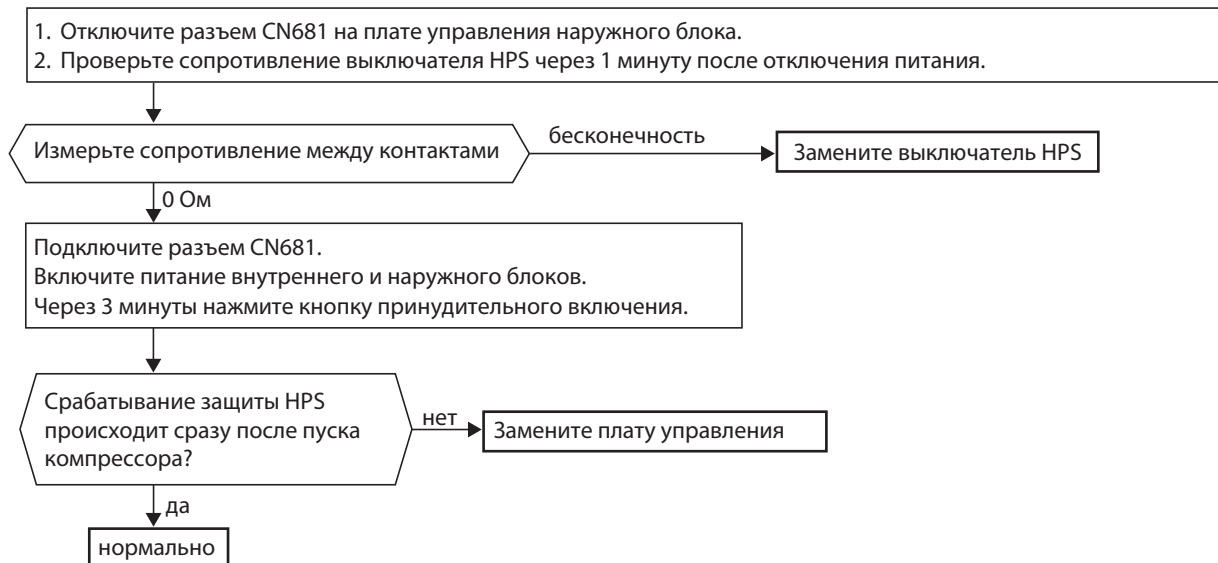 1. Отключите разъем CN681 на плате управления наружного блока.
2. Проверьте сопротивление выключателя HPS через 1 минуту после отключения питания.
Измерьте сопротивление между контактами
бесконечность
Замените выключатель HPS
0 Ом
Подключите разъем CN681.
Включите питание внутреннего и наружного блоков.
Через 3 минуты нажмите кнопку принудительного включения.
Срабатывание защиты HPS
происходит сразу после пуска
компрессора?
нет
Замените плату управления
да
нормально